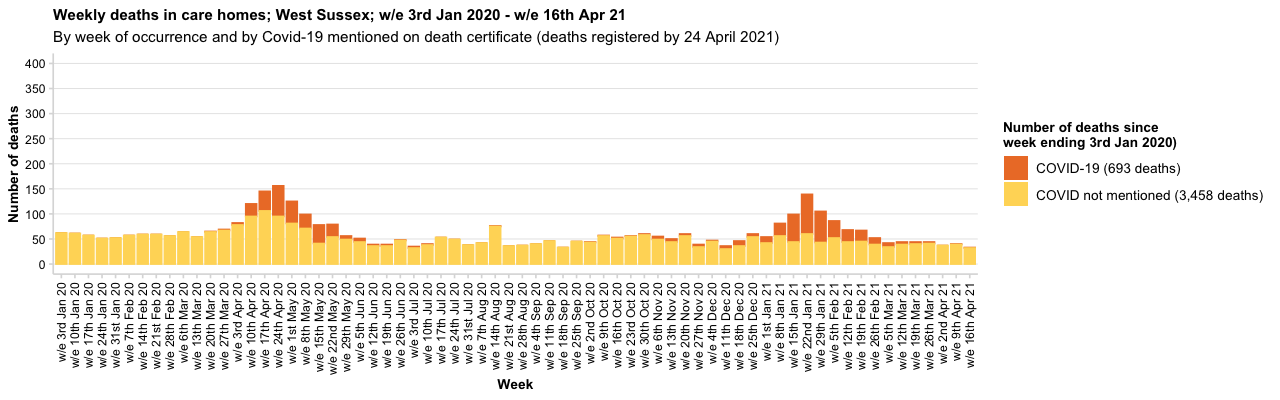 Weekly deaths in care homes; West Sussex; w/e 3rd Jan 2020 - w/e 16th Apr 21
By week of occurrence and by Covid-19 mentioned on death certificate (deaths registered by 24 April 2021)
400
350
300
250
200
150
100
50
0
Number of deaths
w/e 3rd Jan 20
w/e 10th Jan 20
w/e 17th Jan 20
w/e 24th Jan 20
w/e 31st Jan 20
w/e 7th Feb 20
w/e 14th Feb 20
w/e 21st Feb 20
w/e 28th Feb 20
w/e 6th Mar 20
w/e 13th Mar 20
w/e 20th Mar 20
w/e 27th Mar 20
w/e 3rd Apr 20
w/e 10th Apr 20
w/e 17th Apr 20
w/e 24th Apr 20
w/e 1st May 20
w/e 8th May 20
w/e 15th May 20
w/e 22nd May 20
w/e 29th May 20
w/e 5th Jun 20
w/e 12th Jun 20
w/e 19th Jun 20
w/e 26th Jun 20
w/e 3rd Jul 20
w/e 10th Jul 20
w/e 17th Jul 20
w/e 24th Jul 20
w/e 31st Jul 20
w/e 7th Aug 20
w/e 14th Aug 20
w/e 21st Aug 20
w/e 28th Aug 20
w/e 4th Sep 20
w/e 11th Sep 20
w/e 18th Sep 20
w/e 25th Sep 20
w/e 2nd Oct 20
w/e 9th Oct 20
w/e 16th Oct 20
w/e 23rd Oct 20
w/e 30th Oct 20
w/e 6th Nov 20
w/e 13th Nov 20
w/e 20th Nov 20
w/e 27th Nov 20
w/e 4th Dec 20
w/e 11th Dec 20
w/e 18th Dec 20
w/e 25th Dec 20
w/e 1st Jan 21
w/e 8th Jan 21
w/e 15th Jan 21
w/e 22nd Jan 21
w/e 29th Jan 21
w/e 5th Feb 21
w/e 12th Feb 21
w/e 19th Feb 21
w/e 26th Feb 21
w/e 5th Mar 21
w/e 12th Mar 21
w/e 19th Mar 21
w/e 26th Mar 21
w/e 2nd Apr 21
w/e 9th Apr 21
w/e 16th Apr 21
Week
Number of deaths since
week ending 3rd Jan 2020)
COVID-19 (693 deaths)
COVID not mentioned (3,458 deaths)